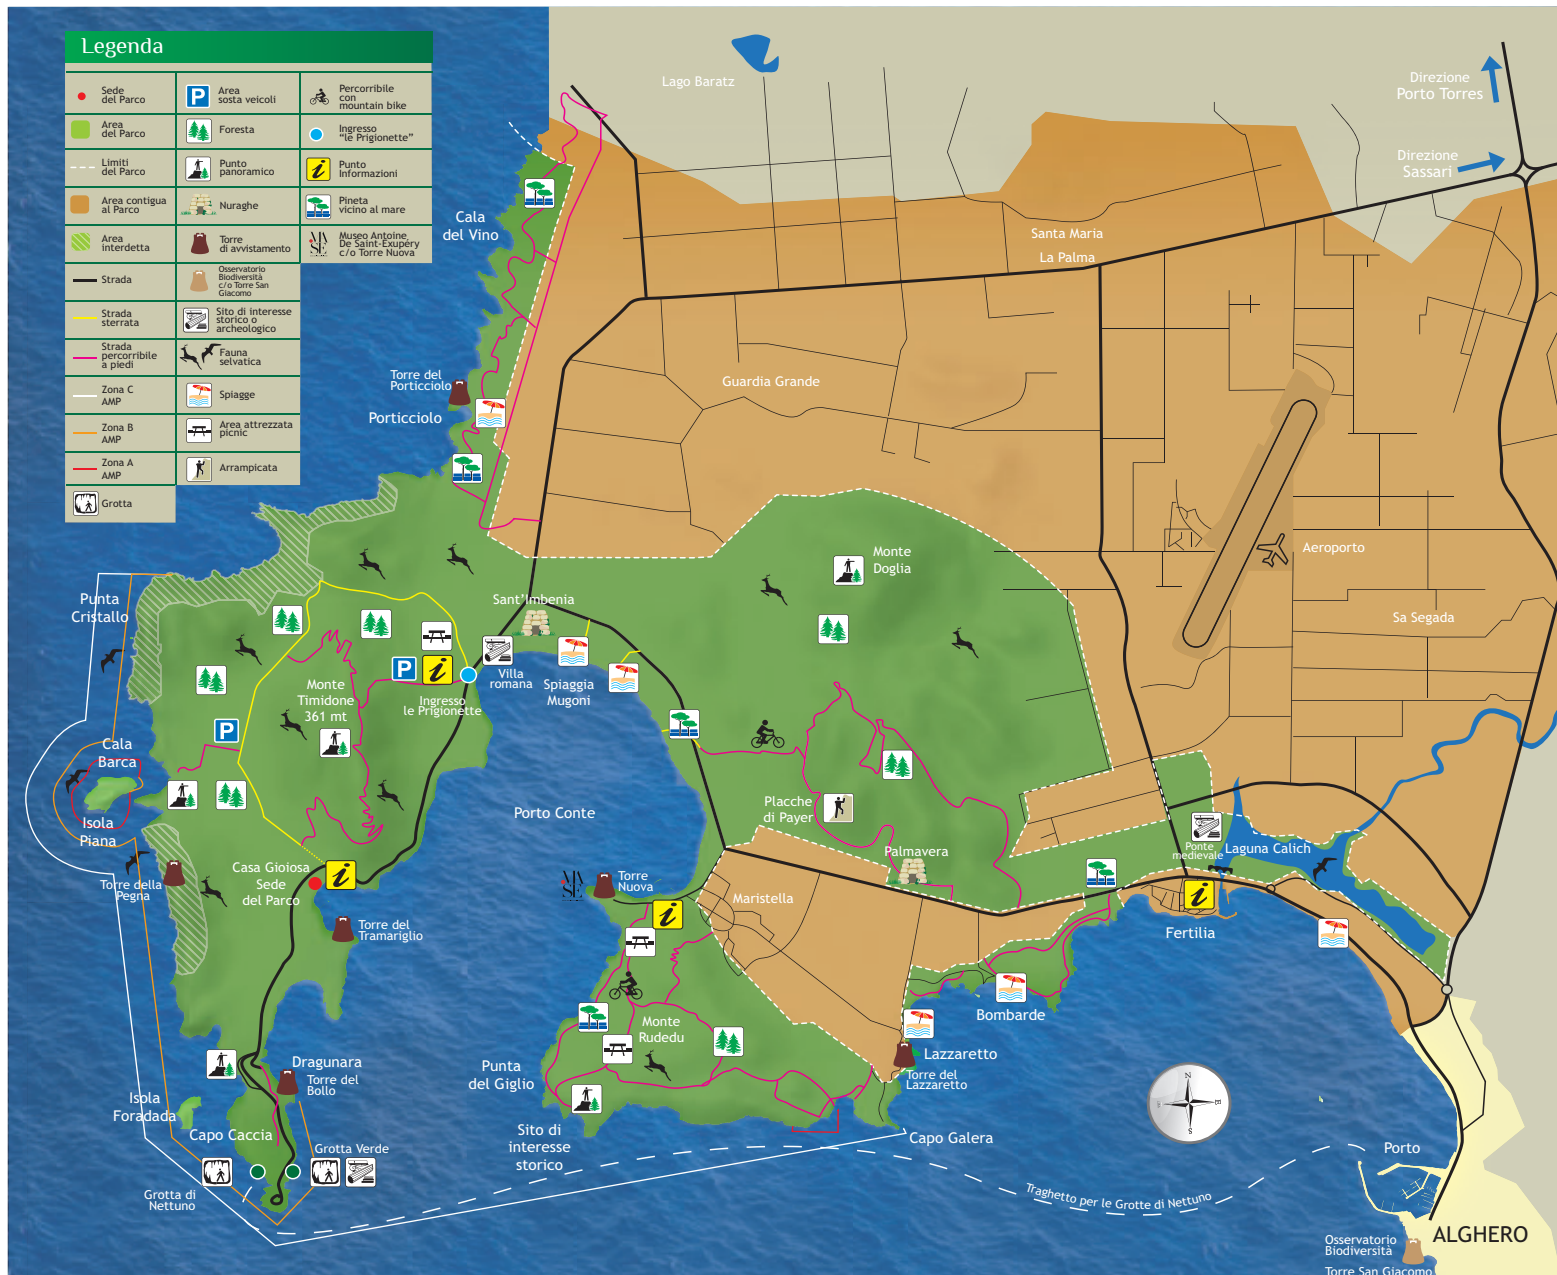 Legenda
Sede
del Parco
Area
del Parco
Limiti
del Parco
Area contigua
al Parco
Area
interdetta
Strada
Strada
sterrata
Strada
percorribile
a piedi
Zona C
AMP
Zona B
AMP
Zona A
AMP
Grotta
P
Area
sosta veicoli
Foresta
Punto
panoramico
Nuraghe
Torre
di avvistamento
Osservatorio
Biodiversità
c/o Torre San
Giacomo
Sito di interesse
storico o
archeologico
Fauna
selvatica
Spiagge
Area attrezzata
picnic
Arrampicata
Percorribile
con
mountain bike
Ingresso
“le Prigionette”
i
Punto
Informazioni
Pineta
vicino al mare
Museo Antoine
De Saint-Exupéry
c/o Torre Nuova
Lago Baratz
Direzione
Porto Torres
Direzione
Sassari
Cala
del Vino
Santa Maria
La Palma
Torre del
Porticciolo
Porticciolo
Guardia Grande
Monte
Doglia
Aeroporto
Sa Segada
Punta
Cristallo
Sant'Imbenia
P
i
Villa
romana
Spiaggia
Mugoni
Ingresso
le Prigionette
Monte
Timidone
361 mt
P
Cala
Barca
Isola
Piana
Porto Conte
Placche
di Payer
Palmavera
Ponte
medievale
Laguna Calich
Torre della
Pegna
Casa Gioiosa
Sede
del Parco
i
Torre
Nuova
i
Maristella
i
Fertilia
Torre del
Tramariglio
Bombarde
Monte
Rudedu
Lazzaretto
Torre del
Lazzaretto
Punta
del Giglio
Dragunara
Torre del
Bollo
Isola
Foradada
Capo Caccia
Grotta Verde
Grotta di
Nettuno
Sito di
interesse
storico
Capo Galera
N
E
S
Porto
Traghetto per le Grotte di Nettuno
ALGHERO
Osservatorio
Biodiversità
Torre San Giacomo